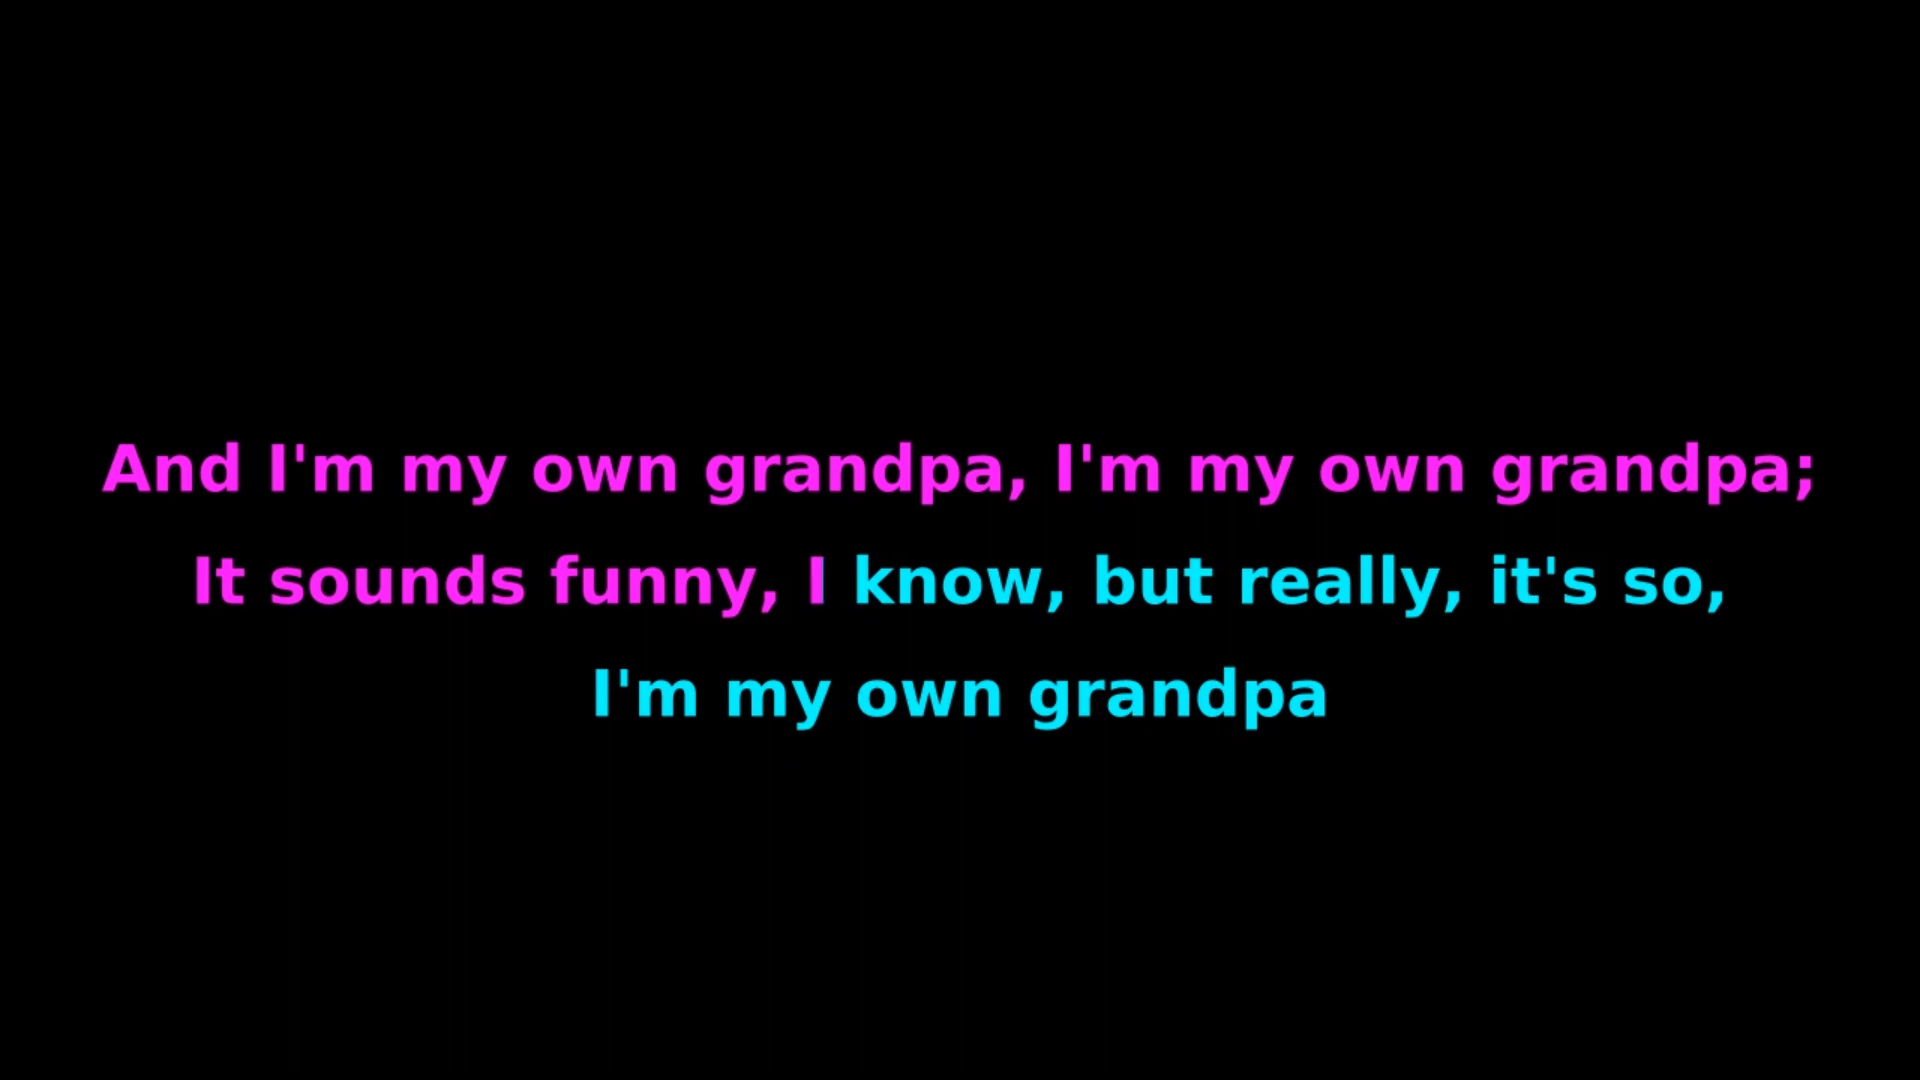 And I'm my own grandpa, I'm my own grandpa;
It sounds funny, I know, but really, it's so,
I'm my own grandpa